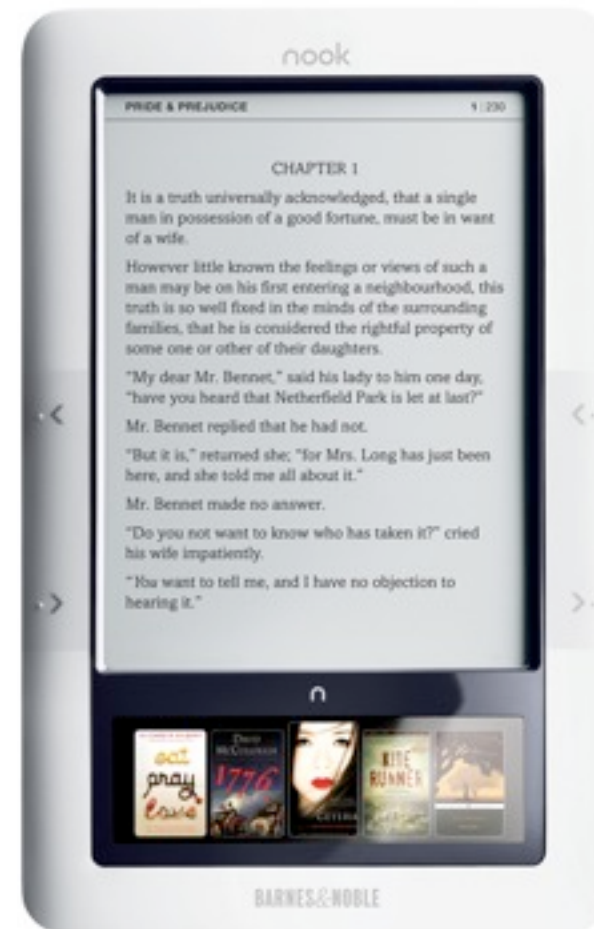 nook
PRIDE & PREJUDICE 1 | 230
CHAPTER 1
It is a truth universally acknowledged, that a single
man in possession of a good fortune, must be in want
of a wife.
However little known the feelings or views of such a
man may be on his first entering a neighbourhood, this
truth is so well fixed in the minds of the surrounding
families, that he is considered the rightful property of
some one or other of their daughters.
“My dear Mr. Bennet,” said his lady to him one day,
“have you heard that Netherfield Park is let at last?”
Mr. Bennet replied that he had not.
“But it is,” returned she; “for Mrs. Long has just been
here, and she told me all about it.”
Mr. Bennet made no answer.
“Do you not want to know who has taken it?” cried
his wife impatiently.
“You want to tell me, and I have no objection to
hearing it.”
n
eat
pray
love
DAVID
McCULLOUGH
1776
KITE
RUNNER
BARNES&NOBLE